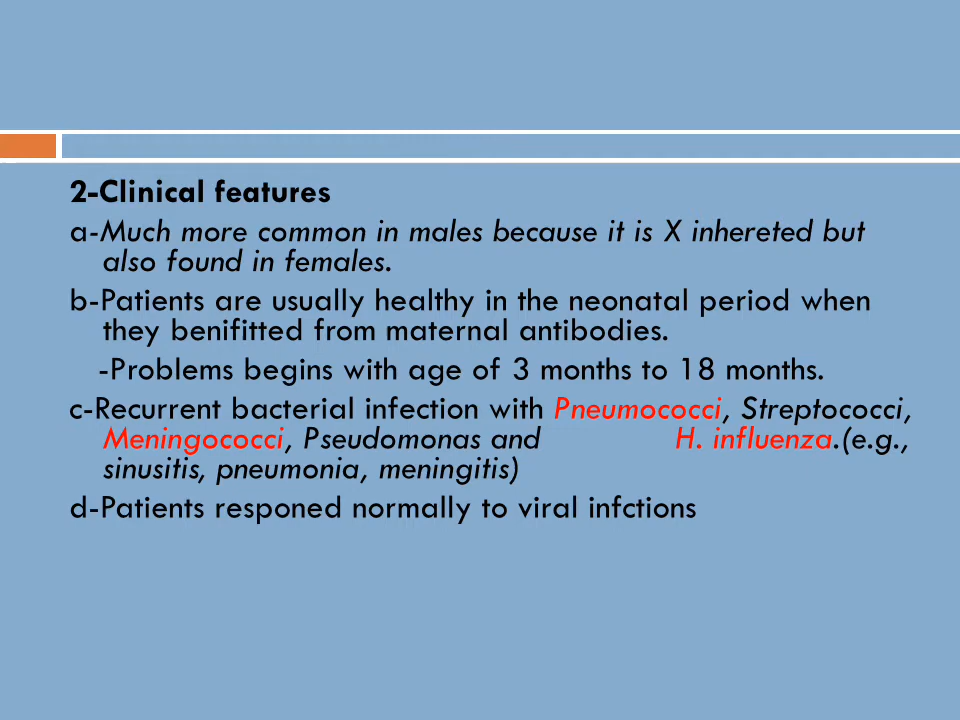 2-Clinical features
a-Much more common in males because it is X inhereted but
also found in females.
b-Patients are usually healthy in the neonatal period when
they benifitted from maternal antibodies.
-Problems begins with age of 3 months to 18 months.
c-Recurrent bacterial infection with Pneumococci, Streptococci,
Meningococci, Pseudomonas and H. influenza.(e.g.,
sinusitis, pneumonia, meningitis)
d-Patients responed normally to viral infctions